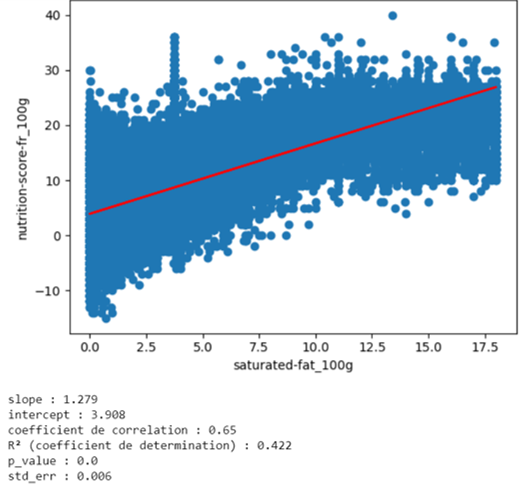 40
30
20
10
0
−10
nutrition-score-fr_100g
0.0 2.5 5.0 7.5 10.0 12.5 15.0 17.5
saturated-fat_100g
slope : 1.279
intercept : 3.908
coefficient de correlation : 0.65
R² (coefficient de determination) : 0.422
p_value : 0.0
std_err : 0.006